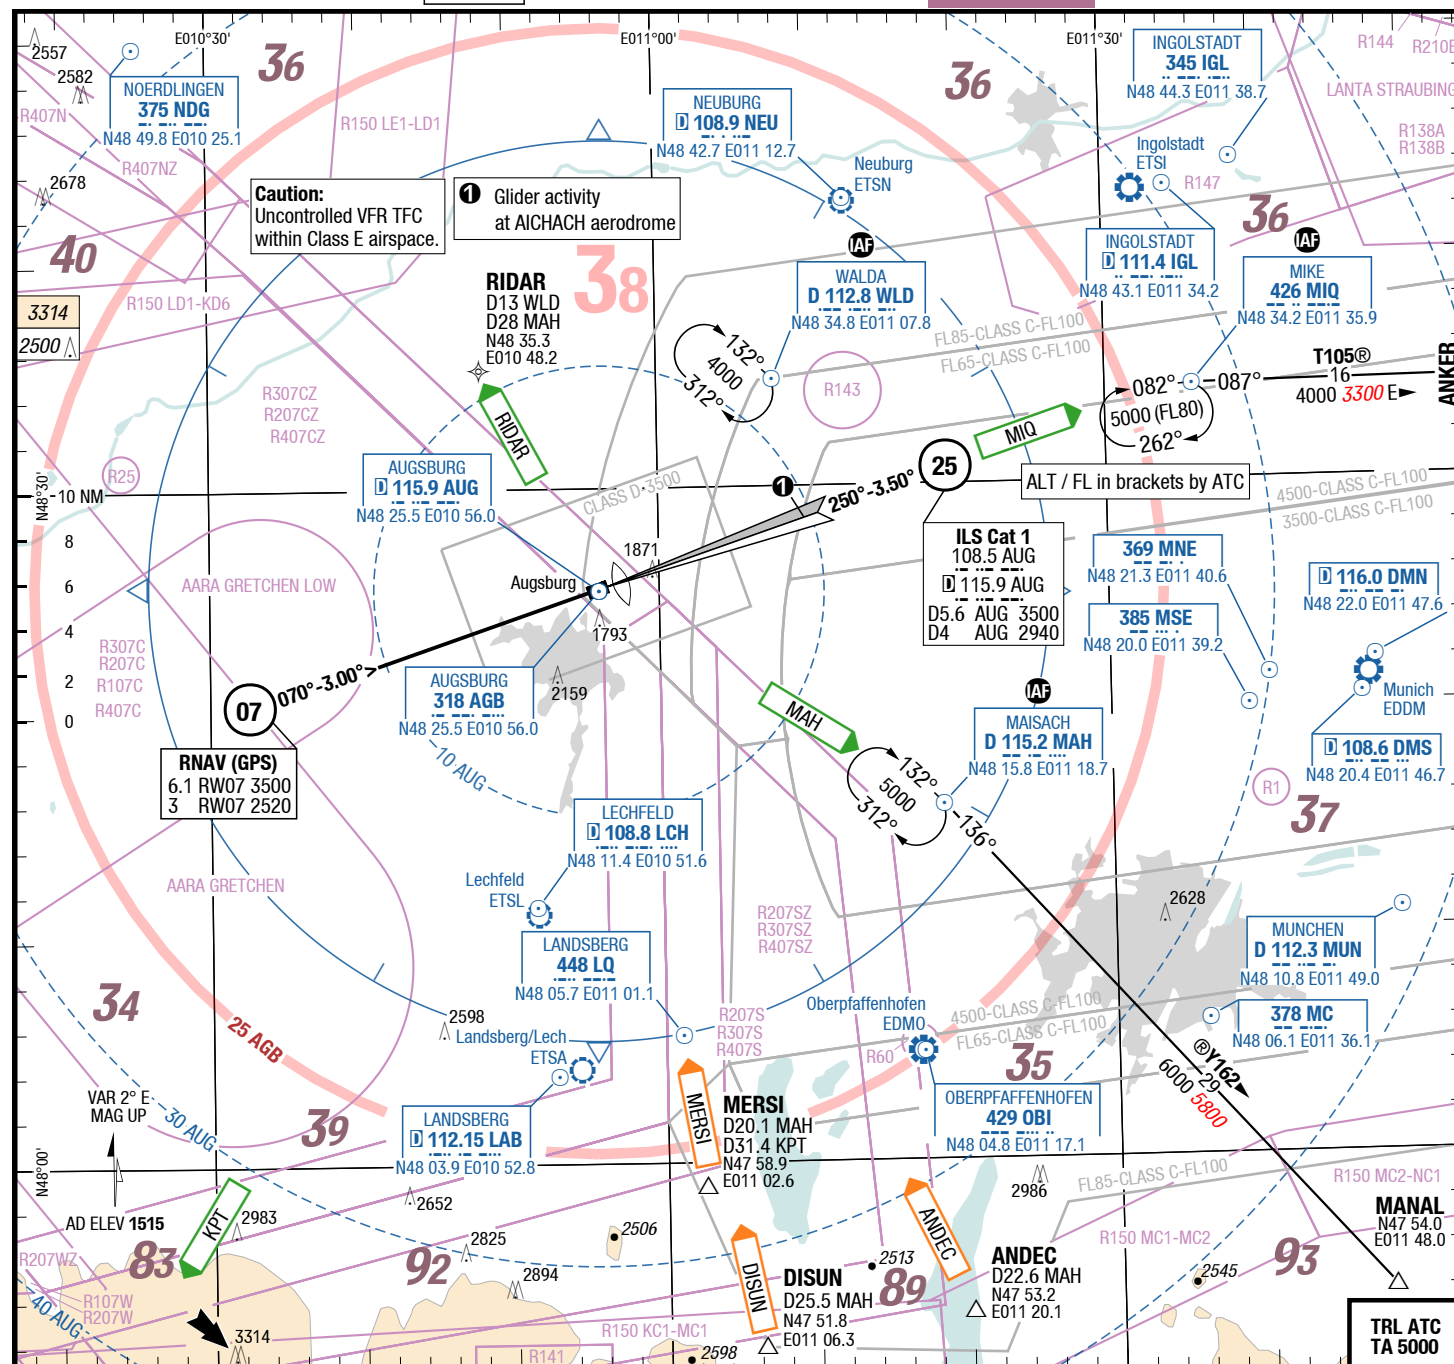 E010°30'
E011°00'
E011°30'
2557
2582
R407N
NOERDLINGEN
375 NDG
N48 49.8 E010 25.1
R407NZ
2678
36
R150 LE1-LD1
NEUBURG
D 108.9 NEU
N48 42.7 E011 12.7
Neuburg
ETSN
36
INGOLSTADT
345 IGL
N48 44.3 E011 38.7
R144
R210E
LANTA STRAUBING
R138A
R138B
Ingolstadt
ETSI
R147
36
Caution:
Uncontrolled VFR TFC
within Class E airspace.
1 Glider activity
at AICHACH aerodrome
40
R150 LD1-KD6
3314
2500
RIDAR
D13 WLD
D28 MAH
N48 35.3
E010 48.2
38
IAF
WALDA
D 112.8 WLD
N48 34.8 E011 07.8
INGOLSTADT
D 111.4 IGL
N48 43.1 E011 34.2
IAF
MIKE
426 MIQ
N48 34.2 E011 35.9
FL85-CLASS C-FL100
FL65-CLASS C-FL100
132°
4000
312°
R143
T105®
16
4000 3300 E
ANKER
082°
087°
5000 (FL80)
262°
R307CZ
R207CZ
R407CZ
RIDAR
MIQ
R25
N48°30'
10 NM
8
6
4
2
0
AUGSBURG
D 115.9 AUG
N48 25.5 E010 56.0
CLASS D-3500
1
250°-3.50°
25
ALT / FL in brackets by ATC
4500-CLASS C-FL100
3500-CLASS C-FL100
ILS Cat 1
108.5 AUG
D 115.9 AUG
D5.6 AUG 3500
D4 AUG 2940
369 MNE
N48 21.3 E011 40.6
385 MSE
N48 20.0 E011 39.2
D 116.0 DMN
N48 22.0 E011 47.6
Munich
EDDM
D 108.6 DMS
N48 20.4 E011 46.7
1871
Augsburg
1793
2159
AARA GRETCHEN LOW
R307C
R207C
R107C
R407C
070°-3.00°>
07
RNAV (GPS)
6.1 RW07 3500
3 RW07 2520
AUGSBURG
318 AGB
N48 25.5 E010 56.0
10 AUG
MAH
IAF
MAISACH
D 115.2 MAH
N48 15.8 E011 18.7
132°
5000
312°
136°
R1
37
LECHFELD
D 108.8 LCH
N48 11.4 E010 51.6
Lechfeld
ETSL
AARA GRETCHEN
R207SZ
R307SZ
R407SZ
2628
MUNCHEN
D 112.3 MUN
N48 10.8 E011 49.0
LANDSBERG
448 LQ
N48 05.7 E011 01.1
34
2598
Landsberg/Lech
ETSA
25 AGB
R207S
R307S
R407S
Oberpfaffenhofen
EDMO
R60
4500-CLASS C-FL100
FL65-CLASS C-FL100
35
378 MC
N48 06.1 E011 36.1
®Y162
29
6000 5800
VAR 2° E
MAG UP
30 AUG
39
LANDSBERG
D 112.15 LAB
N48 03.9 E010 52.8
MERSI
MERSI
D20.1 MAH
D31.4 KPT
N47 58.9
E011 02.6
OBERPFAFFENHOFEN
429 OBI
N48 04.8 E011 17.1
2986
FL85-CLASS C-FL100
R150 MC2-NC1
N48°00'
AD ELEV 1515
KPT
2983
2652
2825
2894
2506
2513
R207WZ
83
R107W
R207W
40 AUG
92
3314
DISUN
DISUN
D25.5 MAH
N47 51.8
E011 06.3
89
ANDEC
ANDEC
D22.6 MAH
N47 53.2
E011 20.1
R150 MC1-MC2
2545
93
MANAL
N47 54.0
E011 48.0
R150 KC1-MC1
R141
2598
TRL ATC
TA 5000